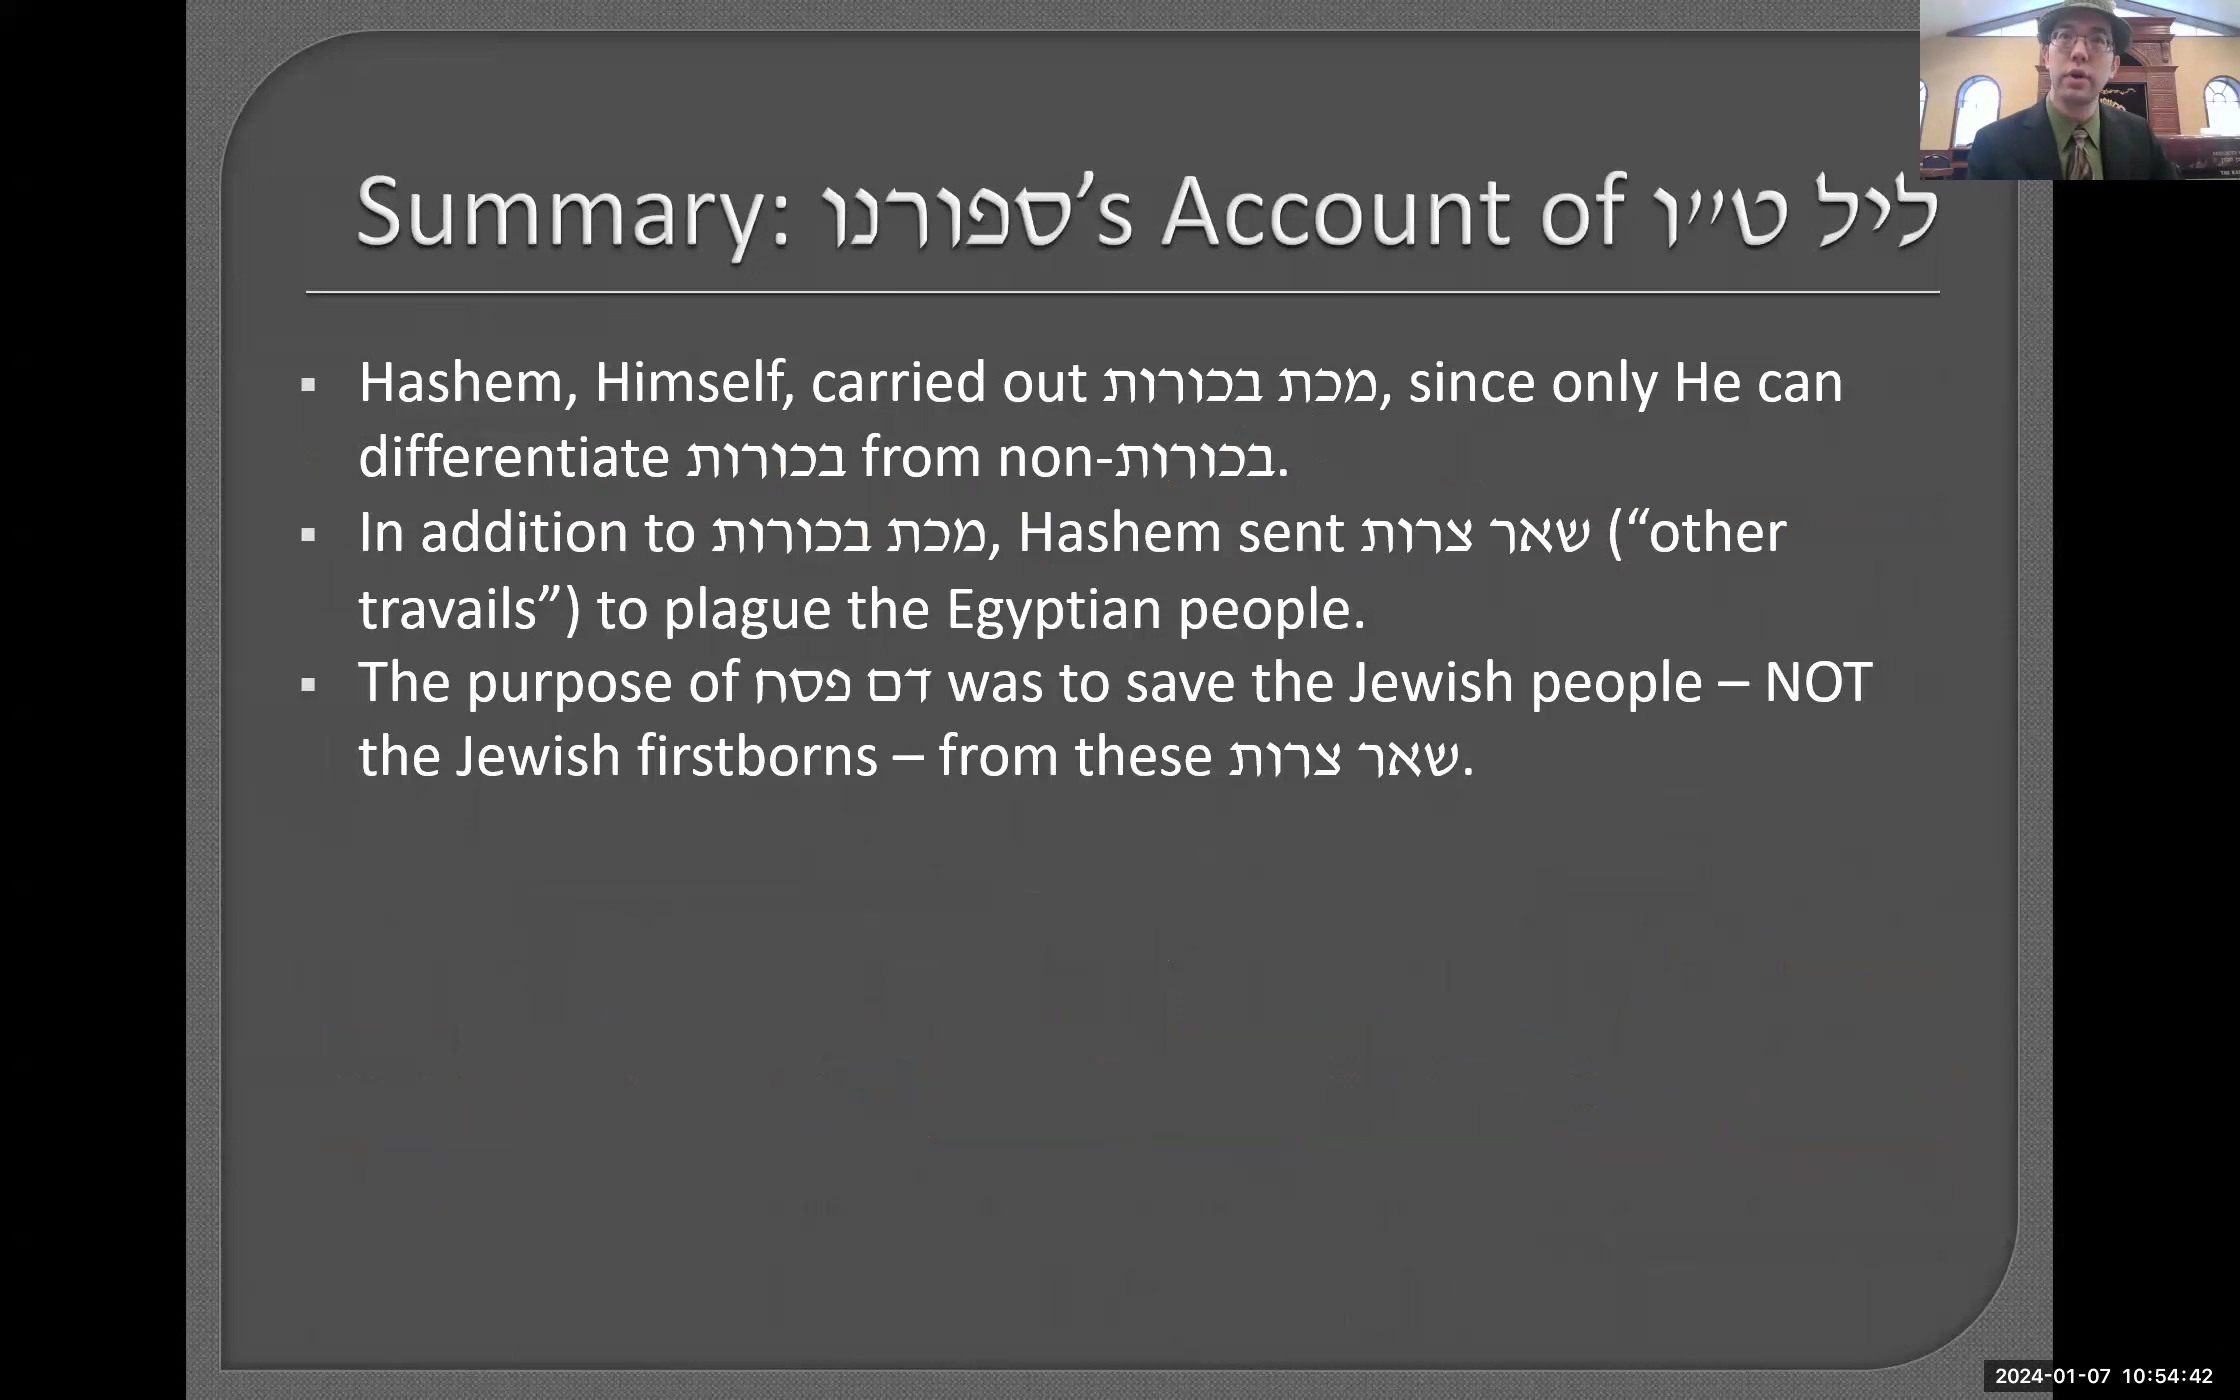 Summary: ספורנו’s Account of ליל ט״ו
Hashem, Himself, carried out מכת בכורות, since only He can
differentiate בכורות from non-בכורות.
In addition to מכת בכורות, Hashem sent שאר צרות (“other
travails”) to plague the Egyptian people.
The purpose of דם פסח was to save the Jewish people – NOT
the Jewish firstborns – from these שאר צרות.
2024-01-07 10:54:42